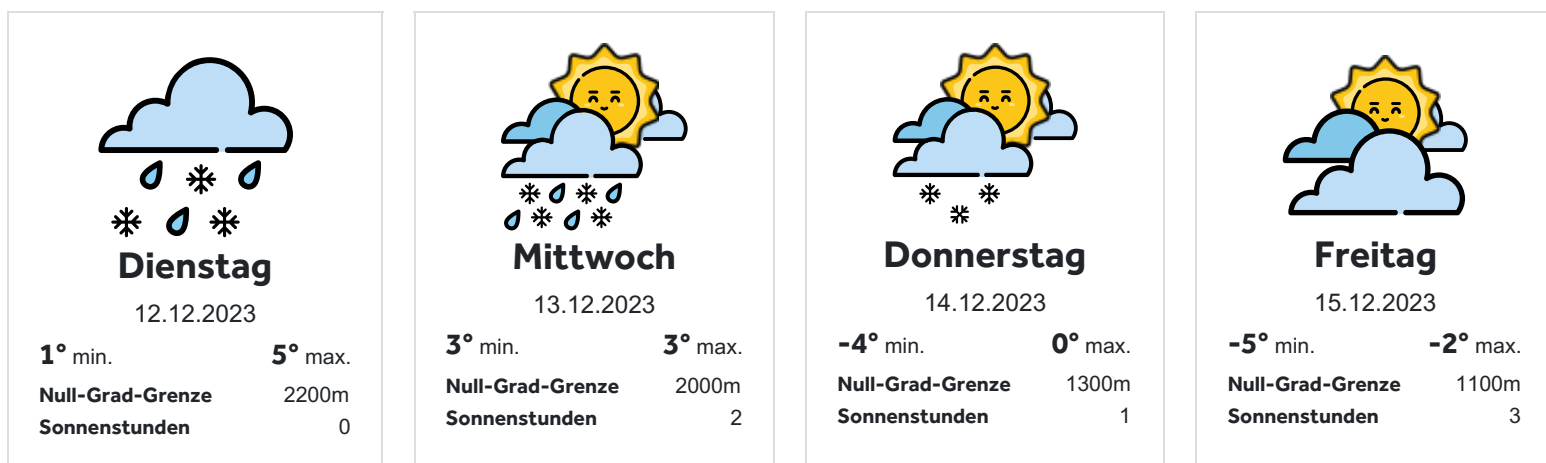 Dienstag
12.12.2023
1° min. 5° max.
Null-Grad-Grenze 2200m
Sonnenstunden 0
Mittwoch
13.12.2023
3° min. 3° max.
Null-Grad-Grenze 2000m
Sonnenstunden 2
Donnerstag
14.12.2023
-4° min. 0° max.
Null-Grad-Grenze 1300m
Sonnenstunden 1
Freitag
15.12.2023
-5° min. -2° max.
Null-Grad-Grenze 1100m
Sonnenstunden 3